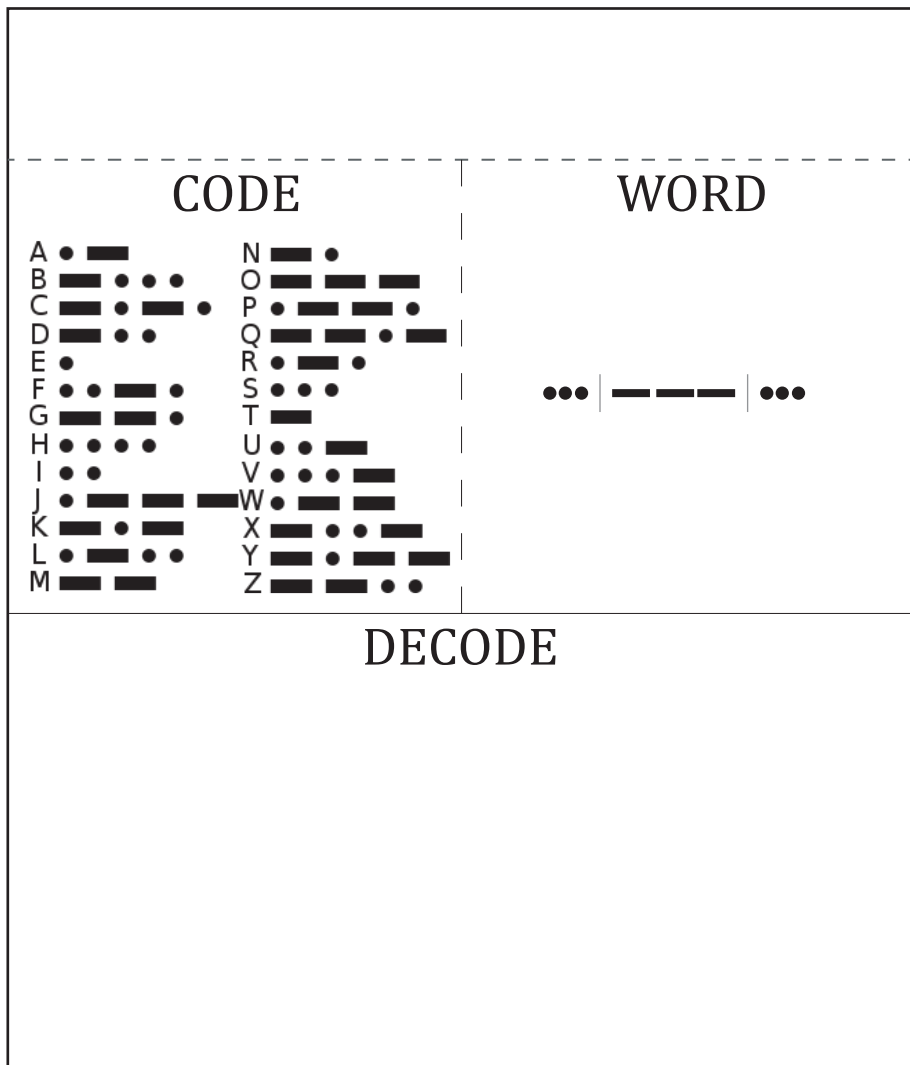 CODE
A ● ▬
B ▬ ● ● ●
C ▬ ● ▬ ●
D ▬ ● ●
E ●
F ● ● ▬ ●
G ▬ ▬ ●
H ● ● ● ●
I ● ●
J ● ▬ ▬ ▬
K ▬ ● ▬
L ● ▬ ● ●
M ▬ ▬
N ▬ ●
O ▬ ▬ ▬
P ● ▬ ▬ ●
Q ▬ ▬ ● ▬
R ● ▬ ●
S ● ● ●
T ▬
U ● ● ▬
V ● ● ● ▬
W ● ▬ ▬
X ▬ ● ● ▬
Y ▬ ● ▬ ▬
Z ▬ ▬ ● ●
WORD
●●● | ▬ ▬ ▬ | ●●●
DECODE